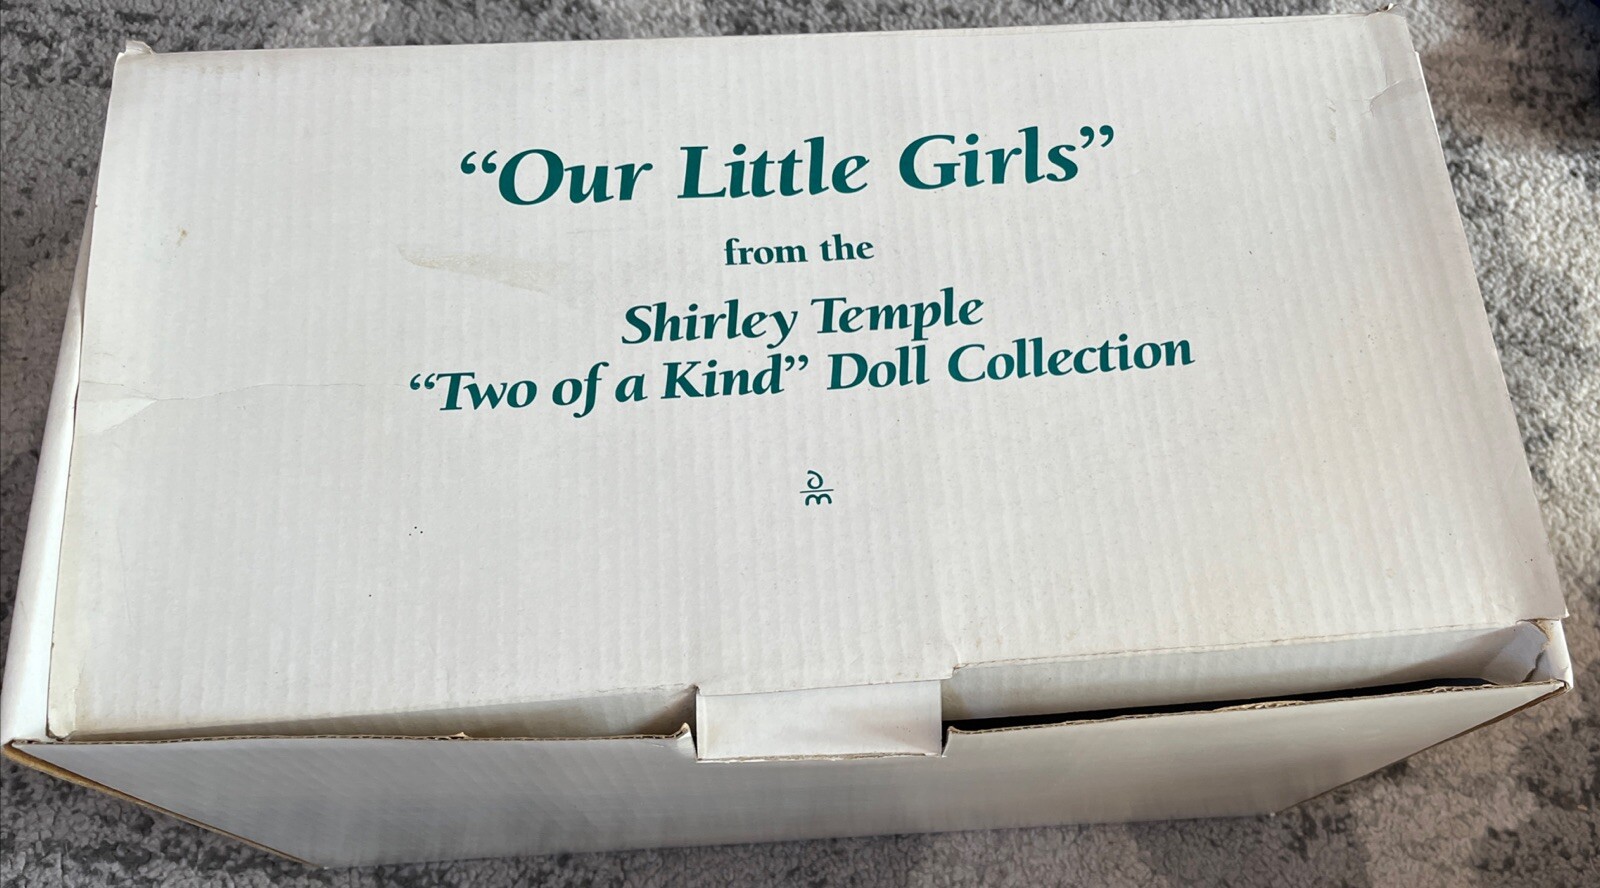 “Our Little Girls”
from the
Shirley Temple
“Two of a Kind” Doll Collection